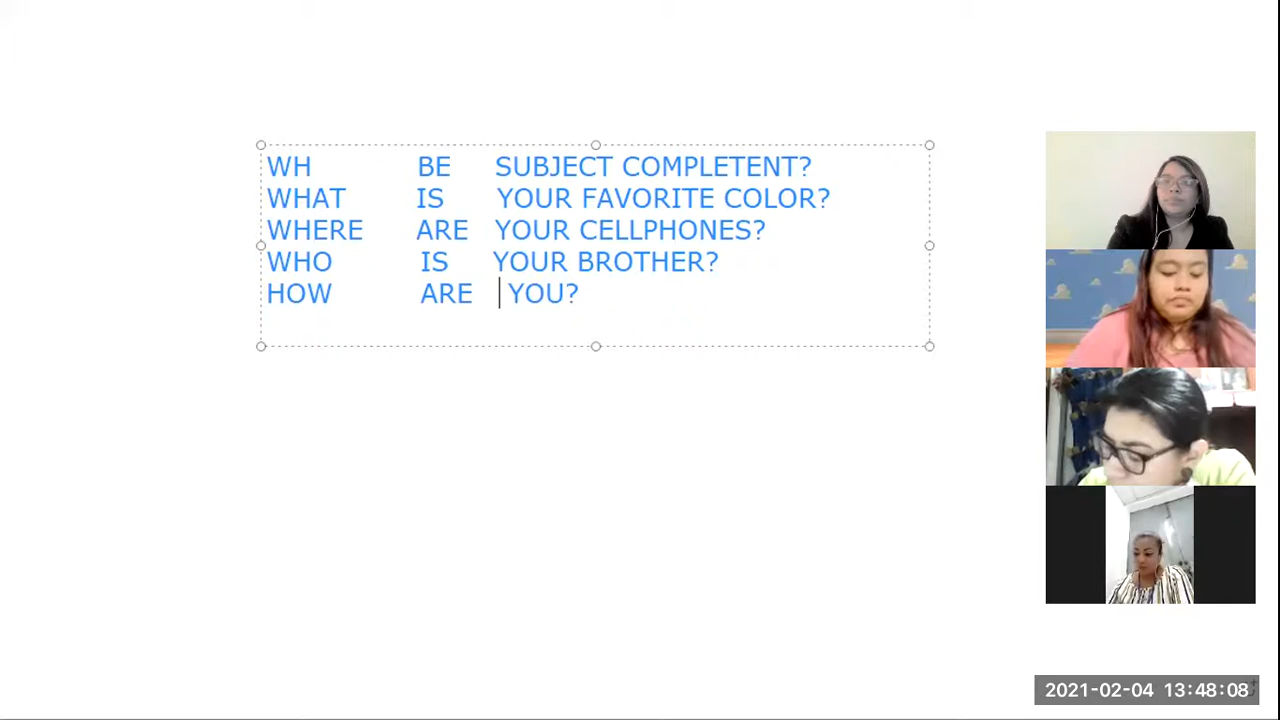 WH BE SUBJECT COMPLETENT?
WHAT IS YOUR FAVORITE COLOR?
WHERE ARE YOUR CELLPHONES?
WHO IS YOUR BROTHER?
HOW ARE YOU?
2021-02-04 13:48:08